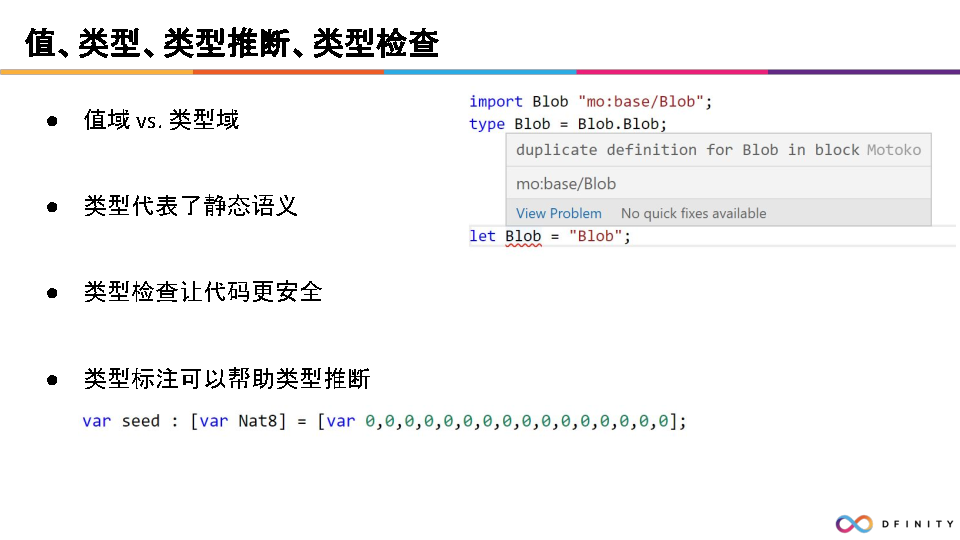 值、类型、类型推断、类型检查
● 值域 vs. 类型域
● 类型代表了静态语义
● 类型检查让代码更安全
● 类型标注可以帮助类型推断
var seed : [var Nat8] = [var 0,0,0,0,0,0,0,0,0,0,0,0,0,0,0,0];
import Blob "mo:base/Blob";
type Blob = Blob.Blob;
duplicate definition for Blob in block Motoko
mo:base/Blob
View Problem No quick fixes available
let Blob = "Blob";
DFINITY